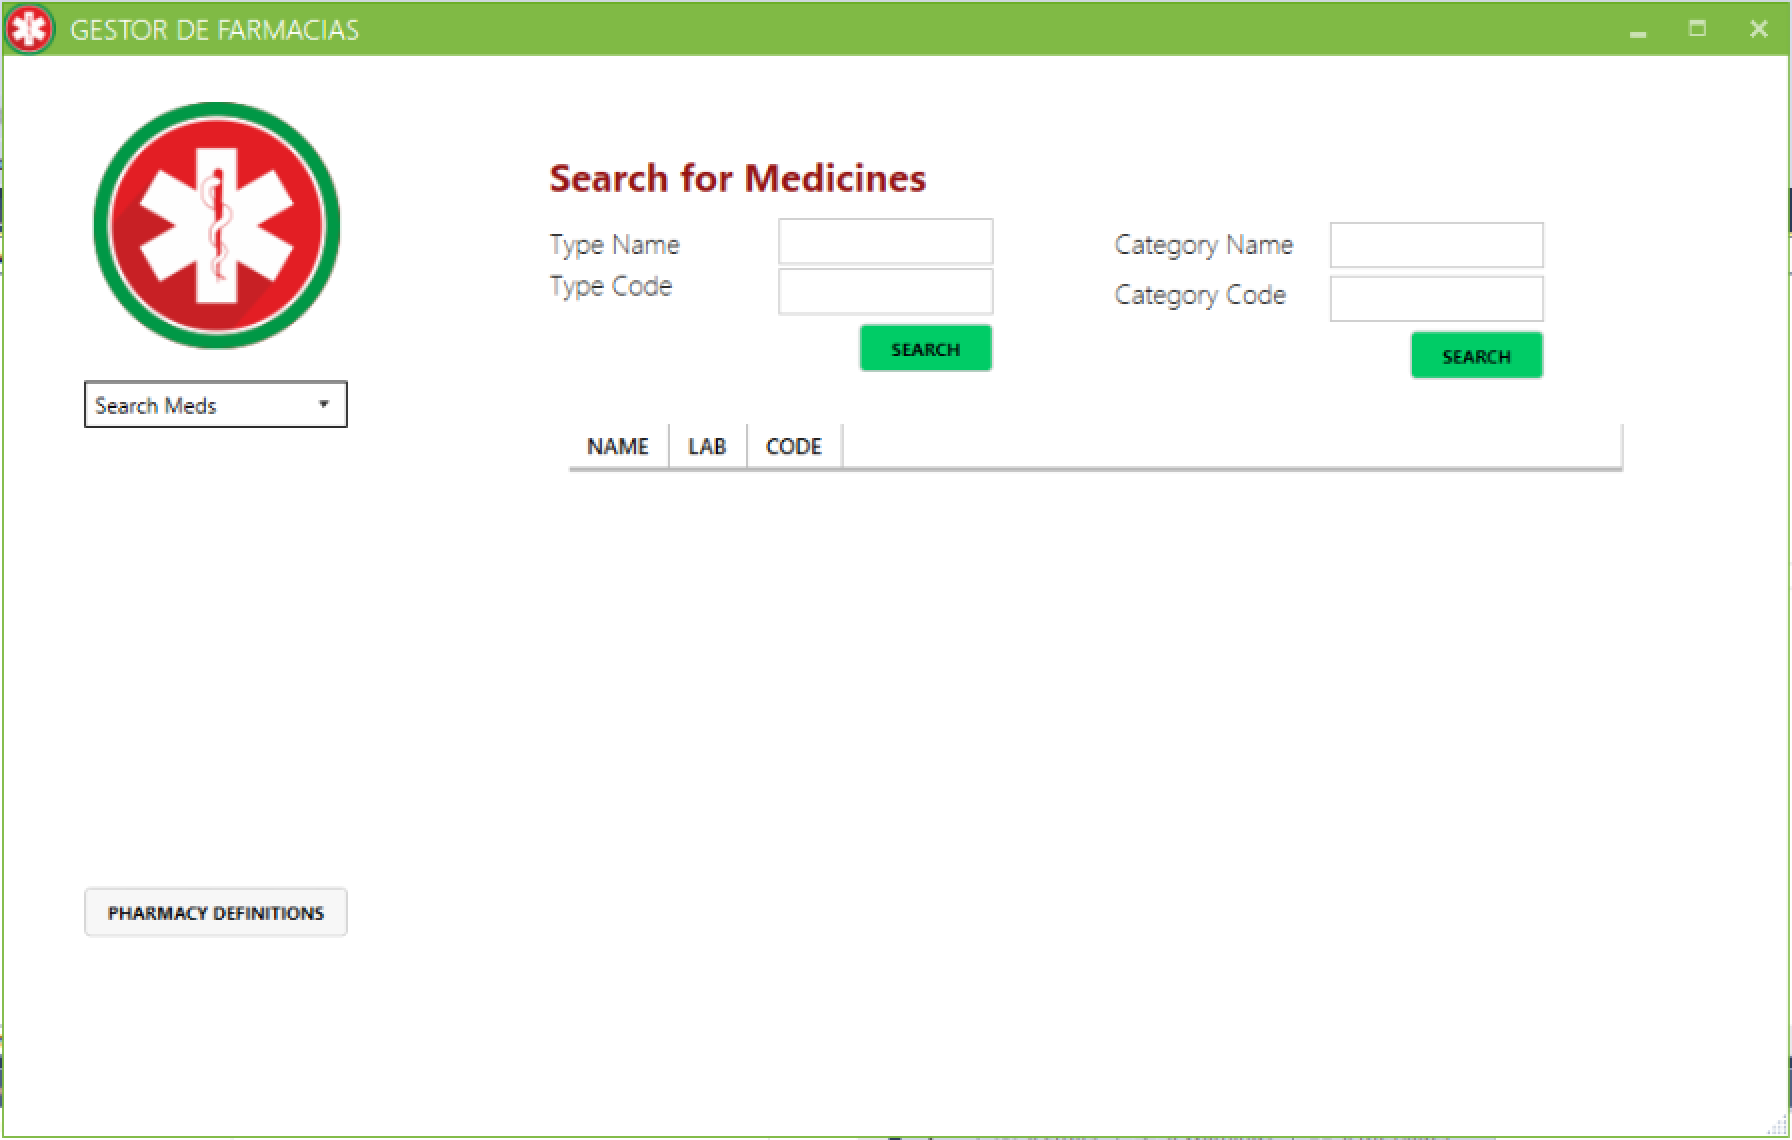 GESTOR DE FARMACIAS
Search for Medicines
Type Name
Category Name
Type Code
Category Code
SEARCH
SEARCH
Search Meds
NAME LAB CODE
PHARMACY DEFINITIONS